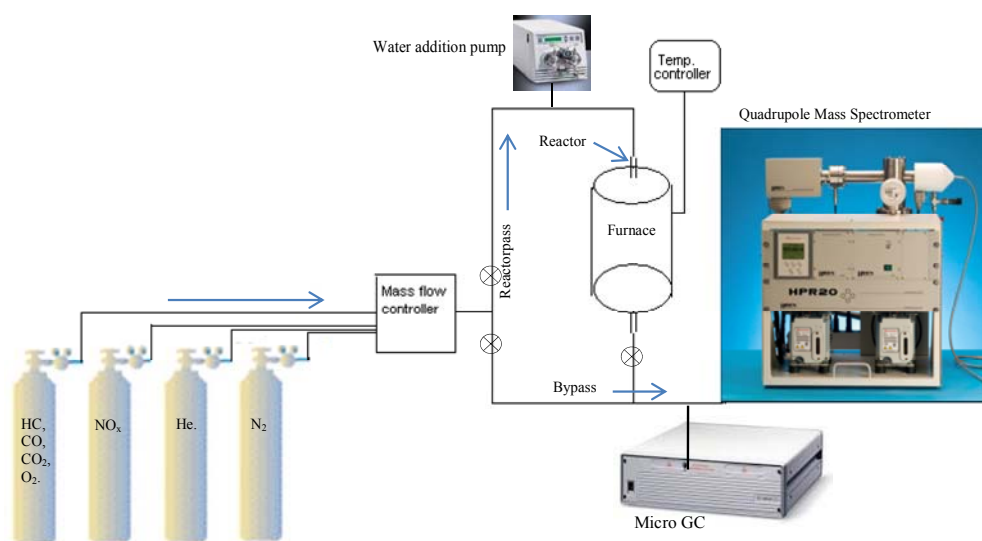 Water addition pump
Temp.
controller
Quadrupole Mass Spectrometer
Reactor
Reactorpass
Furnace
Mass flow
controller
HPR20
Bypass
HC,
CO,
CO₂,
O₂.
NOₓ
He.
N₂
Micro GC